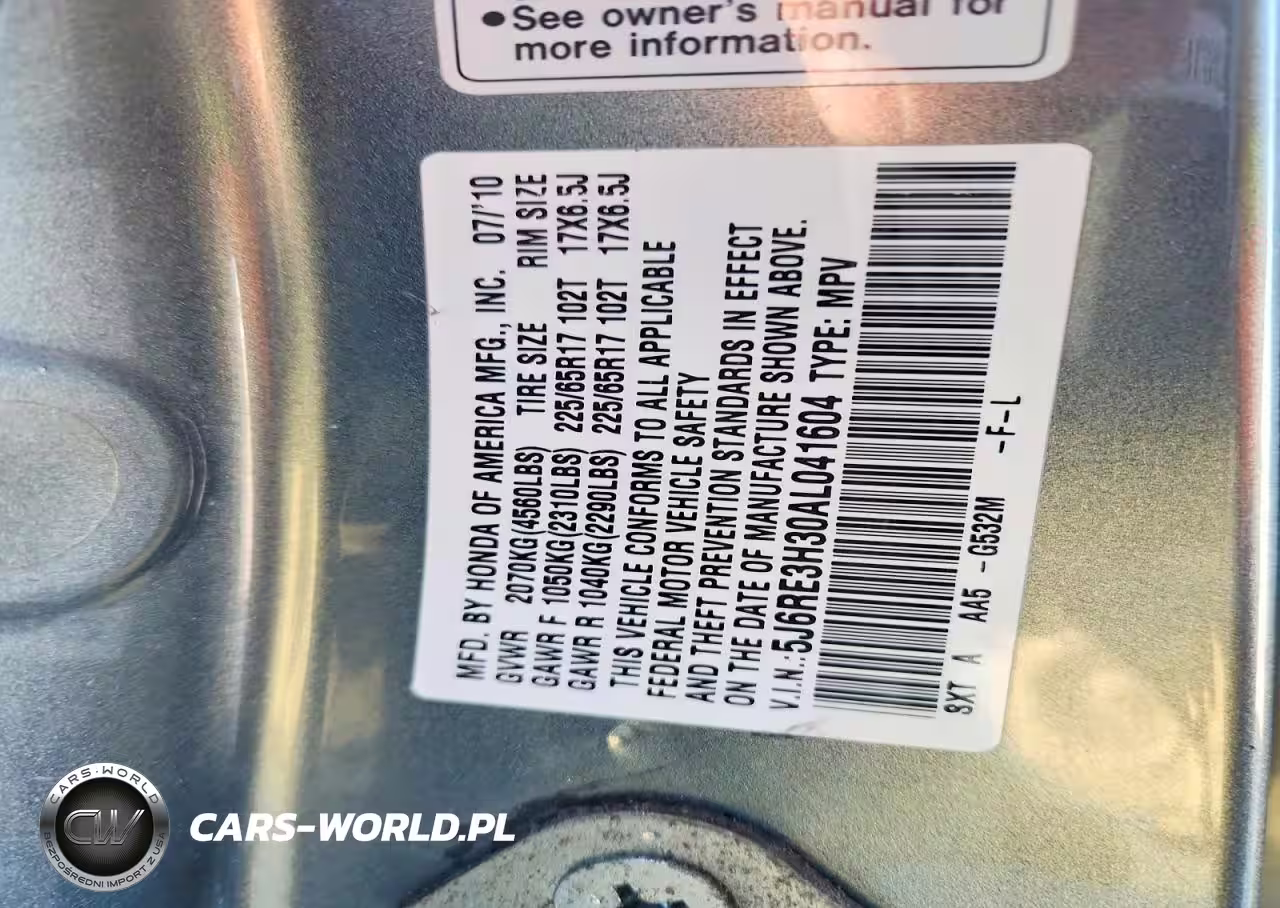 ●See owner's manual for
more information.
MFD. BY HONDA OF AMERICA MFG., INC. 07/'10
GVWR 2070KG(4560LBS) TIRE SIZE RIM SIZE
GAWR F 1050KG(2310LBS) 225/65R17 102T 17X6.5J
GAWR R 1040KG(2290LBS) 225/65R17 102T 17X6.5J
THIS VEHICLE CONFORMS TO ALL APPLICABLE
FEDERAL MOTOR VEHICLE SAFETY
AND THEFT PREVENTION STANDARDS IN EFFECT
ON THE DATE OF MANUFACTURE SHOWN ABOVE.
V.I.N.:5J6RE3H30AL041604 TYPE: MPV
SXT A AA5 -G532M -F-L
CARS-WORLD
CW
BEZPOŚREDNI IMPORT Z USA
CARS-WORLD.PL